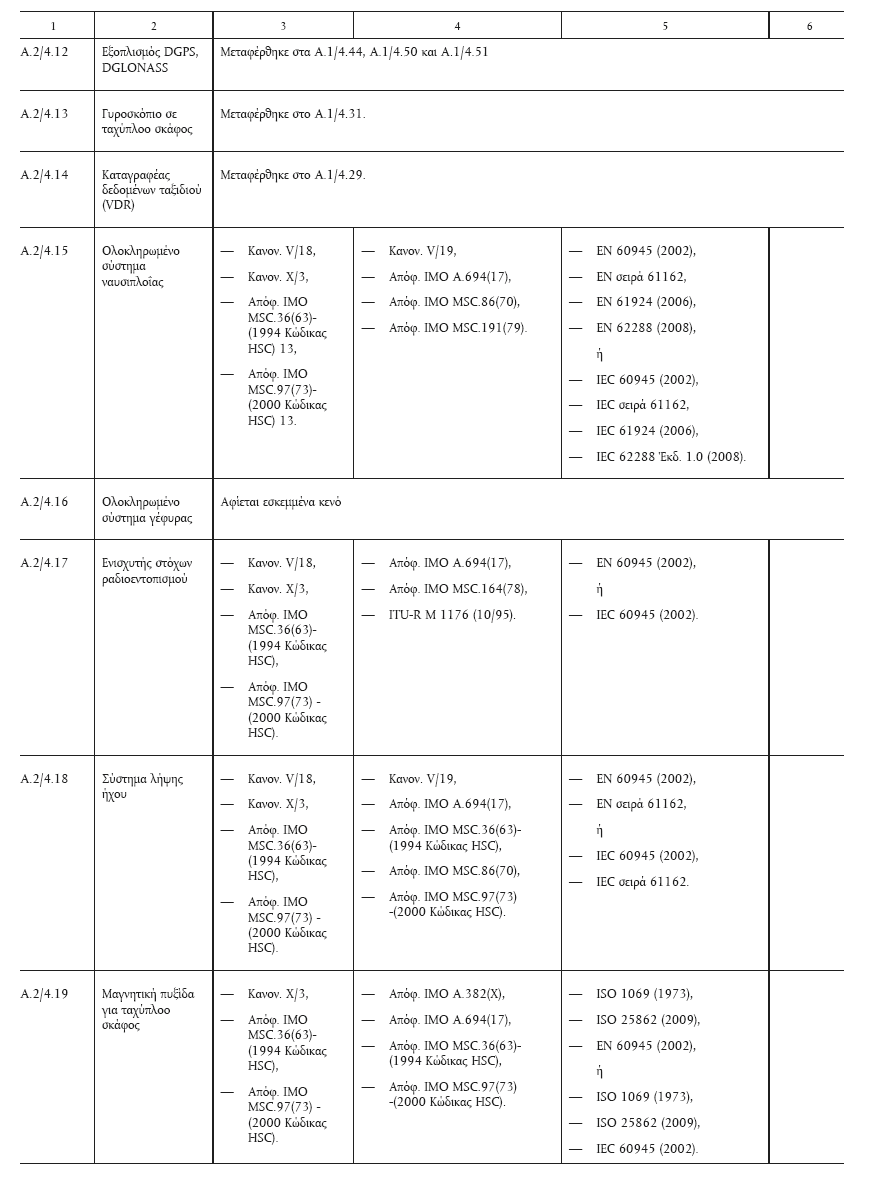 1 2 3 4 5 6
A.2/4.12 Εξοπλισμός DGPS, Μεταφέρθηκε στα A.1/4.44, A.1/4.50 και A.1/4.51
DGLONASS
A.2/4.13 Γυροσκόπιο σε Μεταφέρθηκε στο A.1/4.31.
ταχύπλοο σκάφος
A.2/4.14 Καταγραφέας Μεταφέρθηκε στο A.1/4.29.
δεδομένων ταξιδιού
(VDR)
A.2/4.15 Ολοκληρωμένο
σύστημα
ναυσιπλοΐας
— Κανον. V/18,
— Κανον. X/3,
— Απόφ. IMO
MSC.36(63)-
(1994 Κώδικας
HSC) 13,
— Απόφ. IMO
MSC.97(73)-
(2000 Κώδικας
HSC) 13.
— Κανον. V/19,
— Απόφ. IMO A.694(17),
— Απόφ. IMO MSC.86(70),
— Απόφ. IMO MSC.191(79).
— EN 60945 (2002),
— EN σειρά 61162,
— EN 61924 (2006),
— EN 62288 (2008),
ή
— IEC 60945 (2002),
— IEC σειρά 61162,
— IEC 61924 (2006),
— IEC 62288 Έκδ. 1.0 (2008).
A.2/4.16 Ολοκληρωμένο Αφίεται εσκεμμένα κενό
σύστημα γέφυρας
A.2/4.17 Ενισχυτής στόχων
ραδιοεντοπισμού
— Κανον. V/18,
— Κανον. X/3,
— Απόφ. IMO
MSC.36(63)-
(1994 Κώδικας
HSC),
— Απόφ. IMO
MSC.97(73) -
(2000 Κώδικας
HSC).
— Απόφ. IMO A.694(17),
— Απόφ. IMO MSC.164(78),
— ITU-R M 1176 (10/95).
— EN 60945 (2002),
ή
— IEC 60945 (2002).
A.2/4.18 Σύστημα λήψης
ήχου
— Κανον. V/18,
— Κανον. X/3,
— Απόφ. IMO
MSC.36(63)-
(1994 Κώδικας
HSC),
— Απόφ. IMO
MSC.97(73) -
(2000 Κώδικας
HSC).
— Κανον. V/19,
— Απόφ. IMO A.694(17),
— Απόφ. IMO MSC.36(63)-
(1994 Κώδικας HSC),
— Απόφ. IMO MSC.86(70),
— Απόφ. IMO MSC.97(73)
-(2000 Κώδικας HSC).
— EN 60945 (2002),
— EN σειρά 61162,
ή
— IEC 60945 (2002),
— IEC σειρά 61162.
A.2/4.19 Μαγνητική πυξίδα
για ταχύπλοο
σκάφος
— Κανον. X/3,
— Απόφ. IMO
MSC.36(63)-
(1994 Κώδικας
HSC),
— Απόφ. IMO
MSC.97(73) -
(2000 Κώδικας
HSC).
— Απόφ. IMO A.382(X),
— Απόφ. IMO A.694(17),
— Απόφ. IMO MSC.36(63)-
(1994 Κώδικας HSC),
— Απόφ. IMO MSC.97(73)
-(2000 Κώδικας HSC).
— ISO 1069 (1973),
— ISO 25862 (2009),
— EN 60945 (2002),
ή
— ISO 1069 (1973),
— ISO 25862 (2009),
— IEC 60945 (2002).